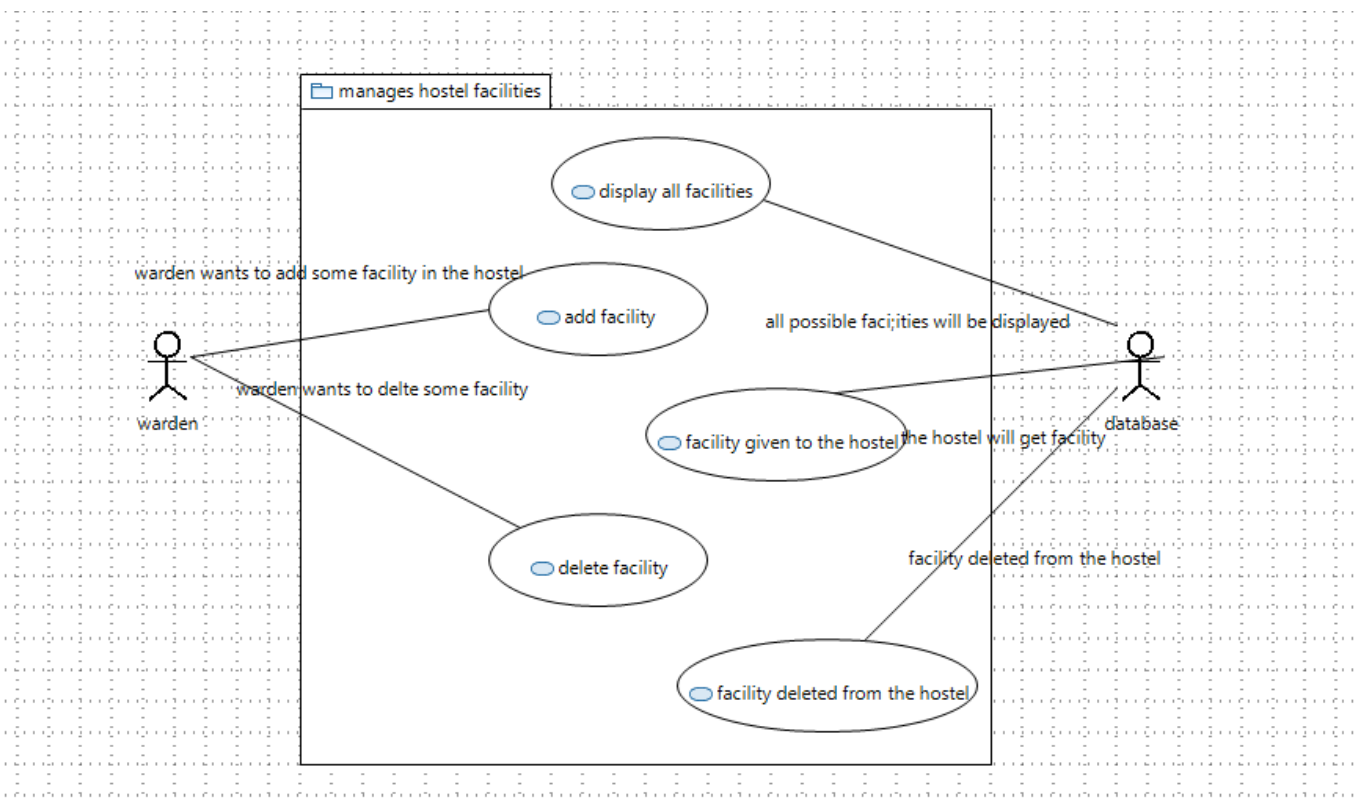 manages hostel facilities
display all facilities
warden wants to add some facility in the hostel
add facility
all possible faci;ities will be displayed
warden wants to delte some facility
warden
database
facility given to the hostel
the hostel will get facility
facility deleted from the hostel
delete facility
facility deleted from the hostel